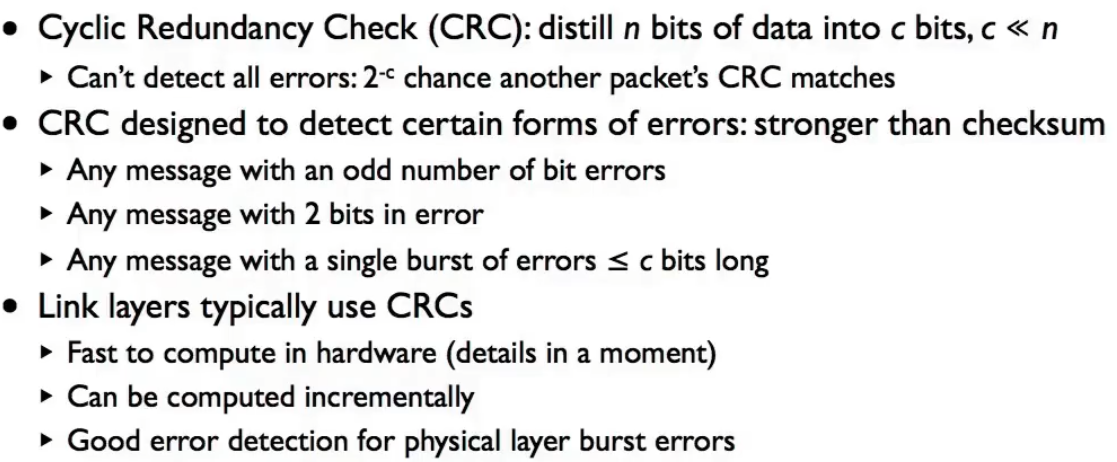 • Cyclic Redundancy Check (CRC): distill n bits of data into c bits, c ≪ n
▸ Can't detect all errors: 2⁻ᶜ chance another packet's CRC matches
• CRC designed to detect certain forms of errors: stronger than checksum
▸ Any message with an odd number of bit errors
▸ Any message with 2 bits in error
▸ Any message with a single burst of errors ≤ c bits long
• Link layers typically use CRCs
▸ Fast to compute in hardware (details in a moment)
▸ Can be computed incrementally
▸ Good error detection for physical layer burst errors